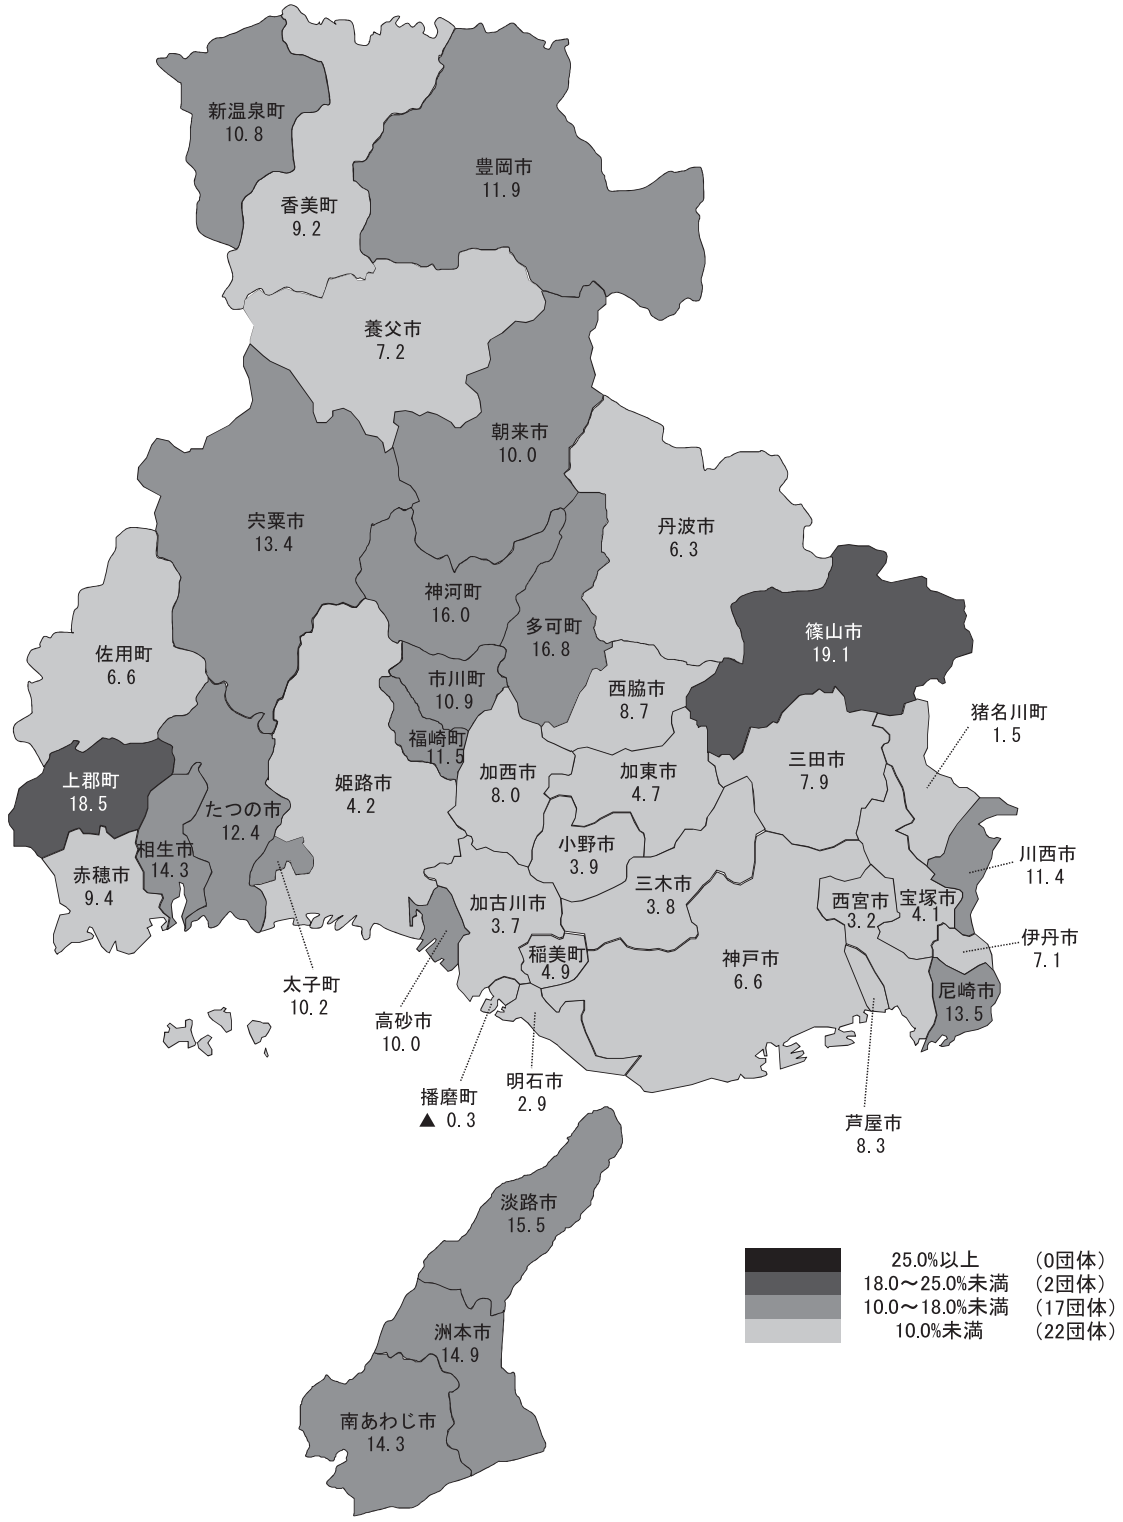 新温泉町
10.8
豊岡市
11.9
香美町
9.2
養父市
7.2
朝来市
10.0
宍粟市
13.4
丹波市
6.3
神河町
16.0
多可町
16.8
篠山市
19.1
佐用町
6.6
市川町
10.9
西脇市
8.7
猪名川町
1.5
福崎町
11.5
上郡町
18.5
姫路市
4.2
加西市
8.0
加東市
4.7
三田市
7.9
たつの市
12.4
相生市
14.3
小野市
3.9
川西市
11.4
赤穂市
9.4
三木市
3.8
西宮市
3.2
宝塚市
4.1
加古川市
3.7
伊丹市
7.1
稲美町
4.9
神戸市
6.6
太子町
10.2
尼崎市
13.5
高砂市
10.0
播磨町
▲ 0.3
明石市
2.9
芦屋市
8.3
淡路市
15.5
洲本市
14.9
南あわじ市
14.3
25.0%以上 （0団体）
18.0～25.0%未満 （2団体）
10.0～18.0%未満 （17団体）
10.0%未満 （22団体）